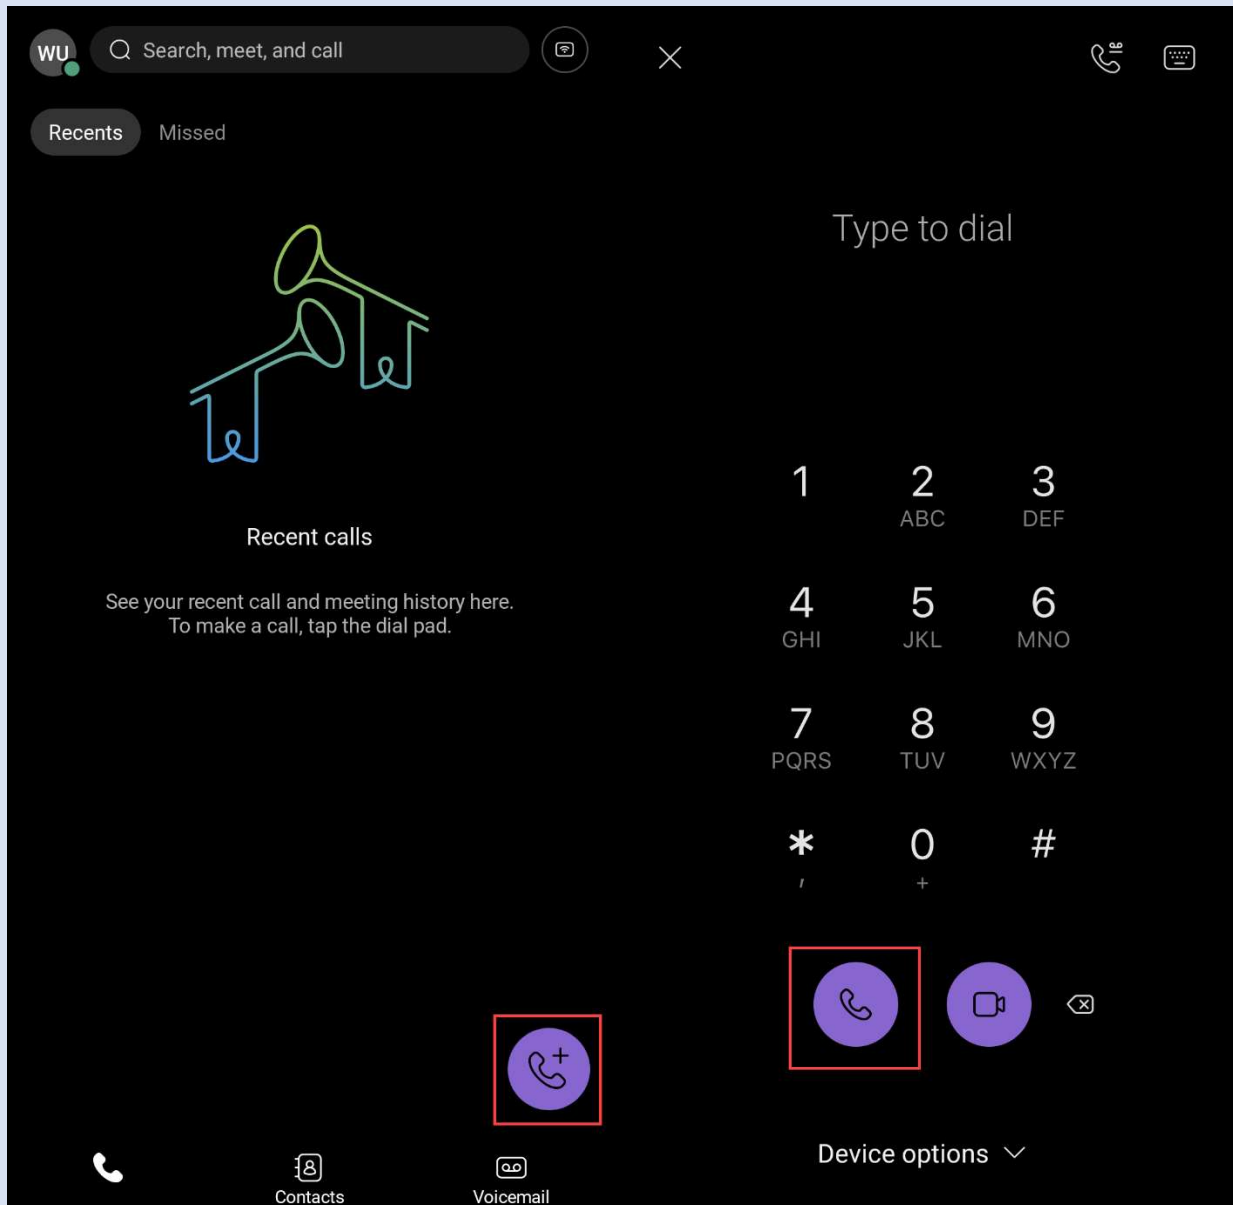 WU
Search, meet, and call
Recents
Missed
Recent calls
See your recent call and meeting history here.
To make a call, tap the dial pad.
Contacts
Voicemail
Type to dial
1
2
ABC
3
DEF
4
GHI
5
JKL
6
MNO
7
PQRS
8
TUV
9
WXYZ
*
,
0
+
#
Device options